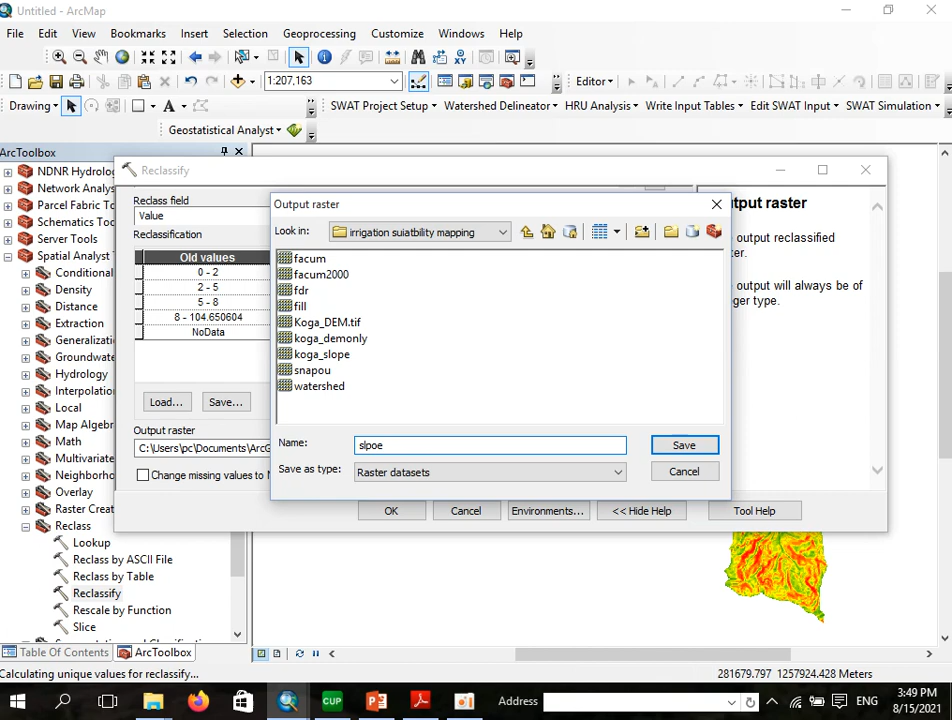 Untitled - ArcMap
File Edit View Bookmarks Insert Selection Geoprocessing Customize Windows Help
1:207,163 Editor
Drawing A SWAT Project Setup Watershed Delineator HRU Analysis Write Input Tables Edit SWAT Input SWAT Simulation
Geostatistical Analyst
ArcToolbox
NDNR Hydrolo
Network Analys
Parcel Fabric To
Schematics Too
Server Tools
Spatial Analyst
Conditional
Density
Distance
Extraction
Generalizati
Groundwate
Hydrology
Interpolatio
Local
Map Algebr
Math
Multivariate
Neighborho
Overlay
Raster Creat
Reclass
Lookup
Reclass by ASCII File
Reclass by Table
Reclassify
Rescale by Function
Slice
Table Of Contents ArcToolbox
Reclassify
Reclass field
Value
Reclassification
Old values
0 - 2
2 - 5
5 - 8
8 - 104.650604
NoData
Load... Save...
Output raster
C:\Users\pc\Documents\ArcG
Change missing values to N
OK Cancel Environments... << Hide Help Tool Help
Output raster
Look in: irrigation suiatbility mapping
facum
facum2000
fdr
fill
Koga_DEM.tif
koga_demonly
koga_slope
snapou
watershed
Name: slpoe Save
Save as type: Raster datasets Cancel
tput raster
output reclassified
ter.
output will always be of
eger type.
Calculating unique values for reclassify... 281679.797 1257924.428 Meters
CUP Address ENG 3:49 PM
8/15/2021